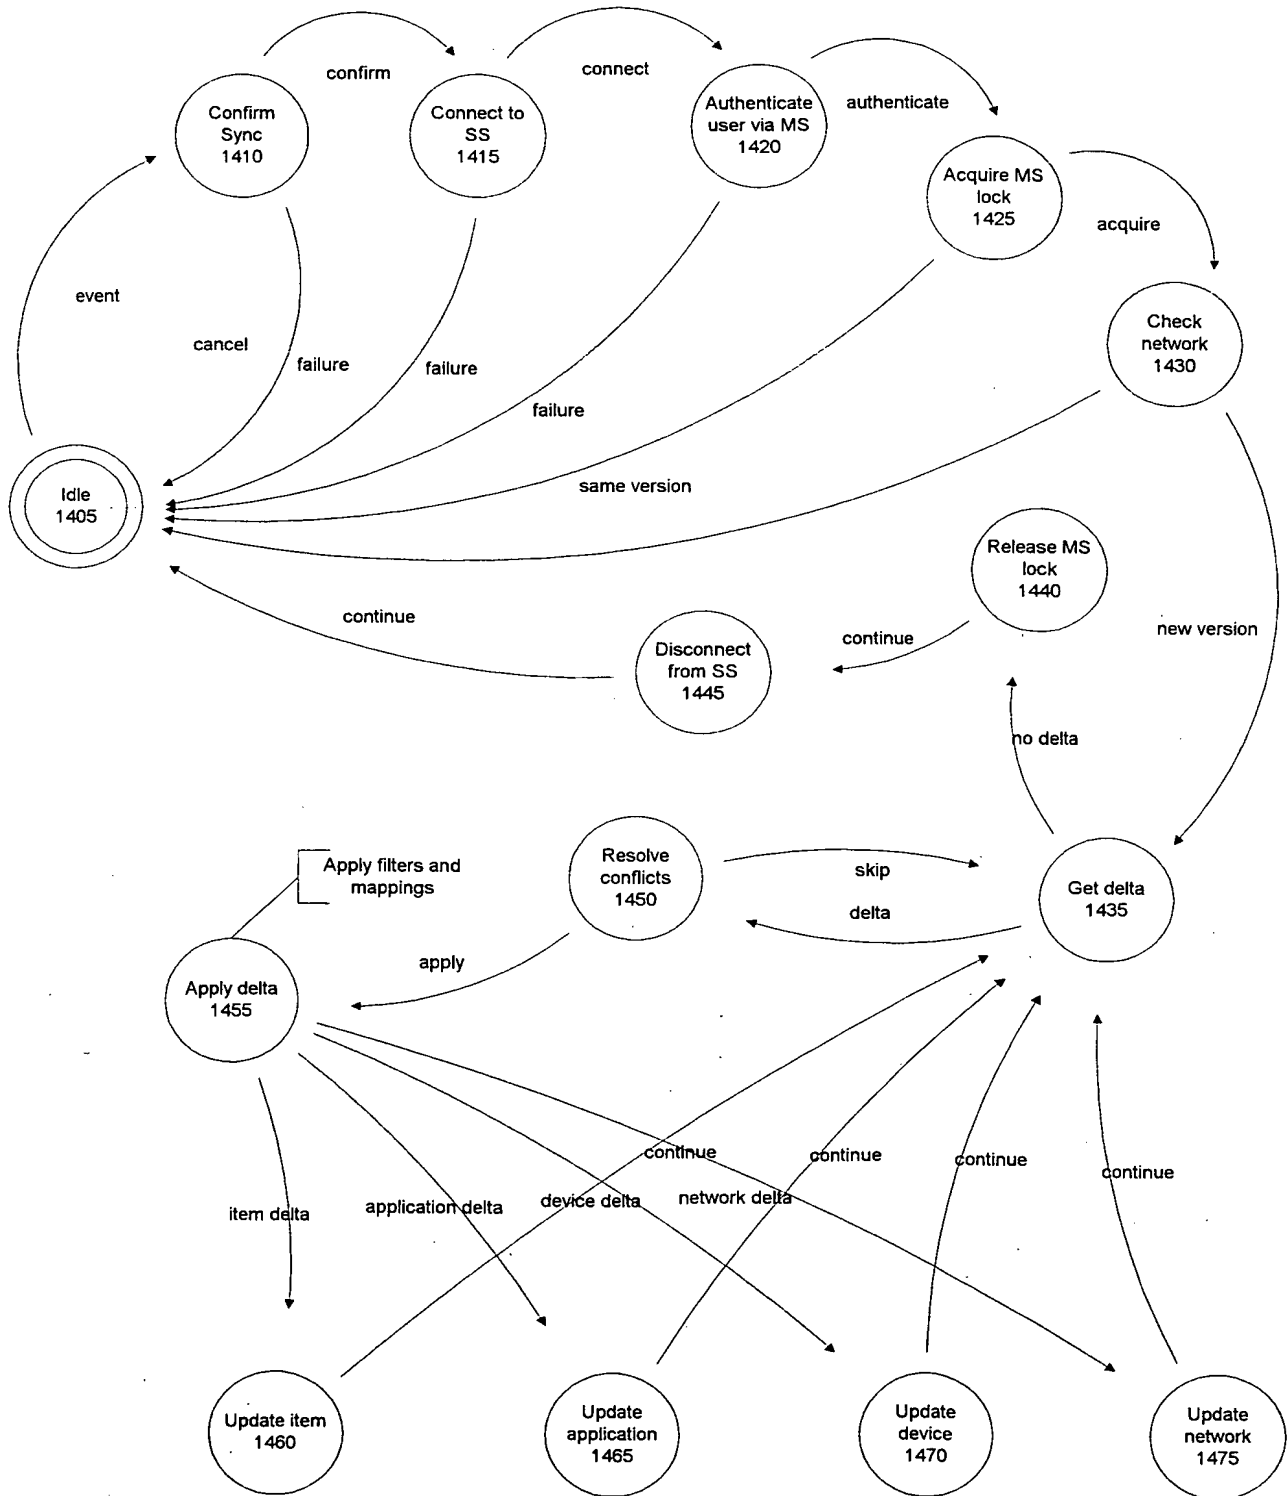 confirm
connect
Confirm
Sync
1410
Connect to
SS
1415
Authenticate
user via MS
1420
authenticate
Acquire MS
lock
1425
acquire
event
cancel
failure
failure
failure
Check
network
1430
same version
Idle
1405
Release MS
lock
1440
continue
continue
Disconnect
from SS
1445
new version
no delta
Apply filters and
mappings
Resolve
conflicts
1450
skip
delta
Get delta
1435
apply
Apply delta
1455
continue
continue
continue
continue
item delta
application delta
device delta
network delta
Update item
1460
Update
application
1465
Update
device
1470
Update
network
1475